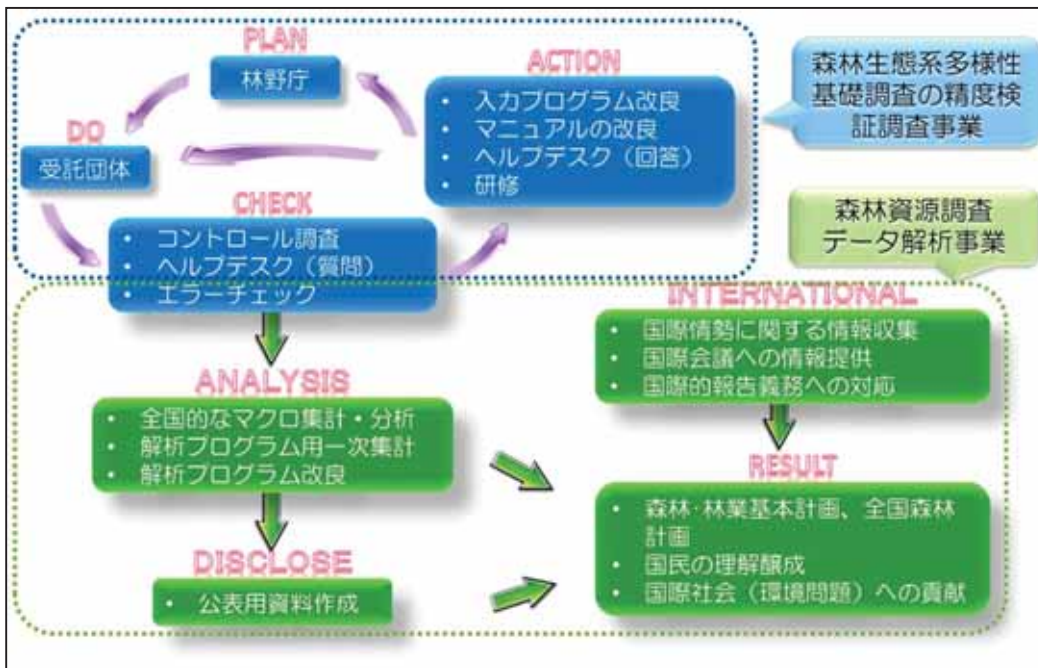 PLAN
林野庁
DO
受託団体
ACTION
• 入力プログラム改良
• マニュアルの改良
• ヘルプデスク（回答）
• 研修
CHECK
• コントロール調査
• ヘルプデスク（質問）
• エラーチェック
森林生態系多様性
基礎調査の精度検
証調査事業
森林資源調査
データ解析事業
ANALYSIS
• 全国的なマクロ集計・分析
• 解析プログラム用一次集計
• 解析プログラム改良
DISCLOSE
• 公表用資料作成
INTERNATIONAL
• 国際情勢に関する情報収集
• 国際会議への情報提供
• 国際的報告義務への対応
RESULT
• 森林・林業基本計画、全国森林
計画
• 国民の理解醸成
• 国際社会（環境問題）への貢献